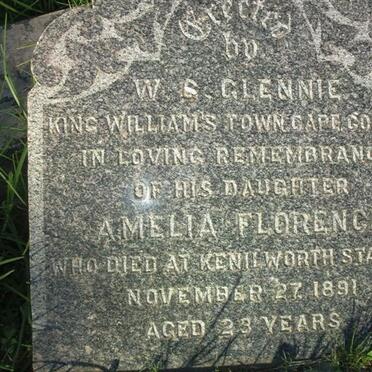 Erected
by
W. S. GLENNIE
KING WILLIAM'S TOWN, CAPE CO
IN LOVING REMEMBRANC
OF HIS DAUGHTER
AMELIA FLORENC
WHO DIED AT KENILWORTH STA
NOVEMBER 27, 1891
AGED 23 YEARS